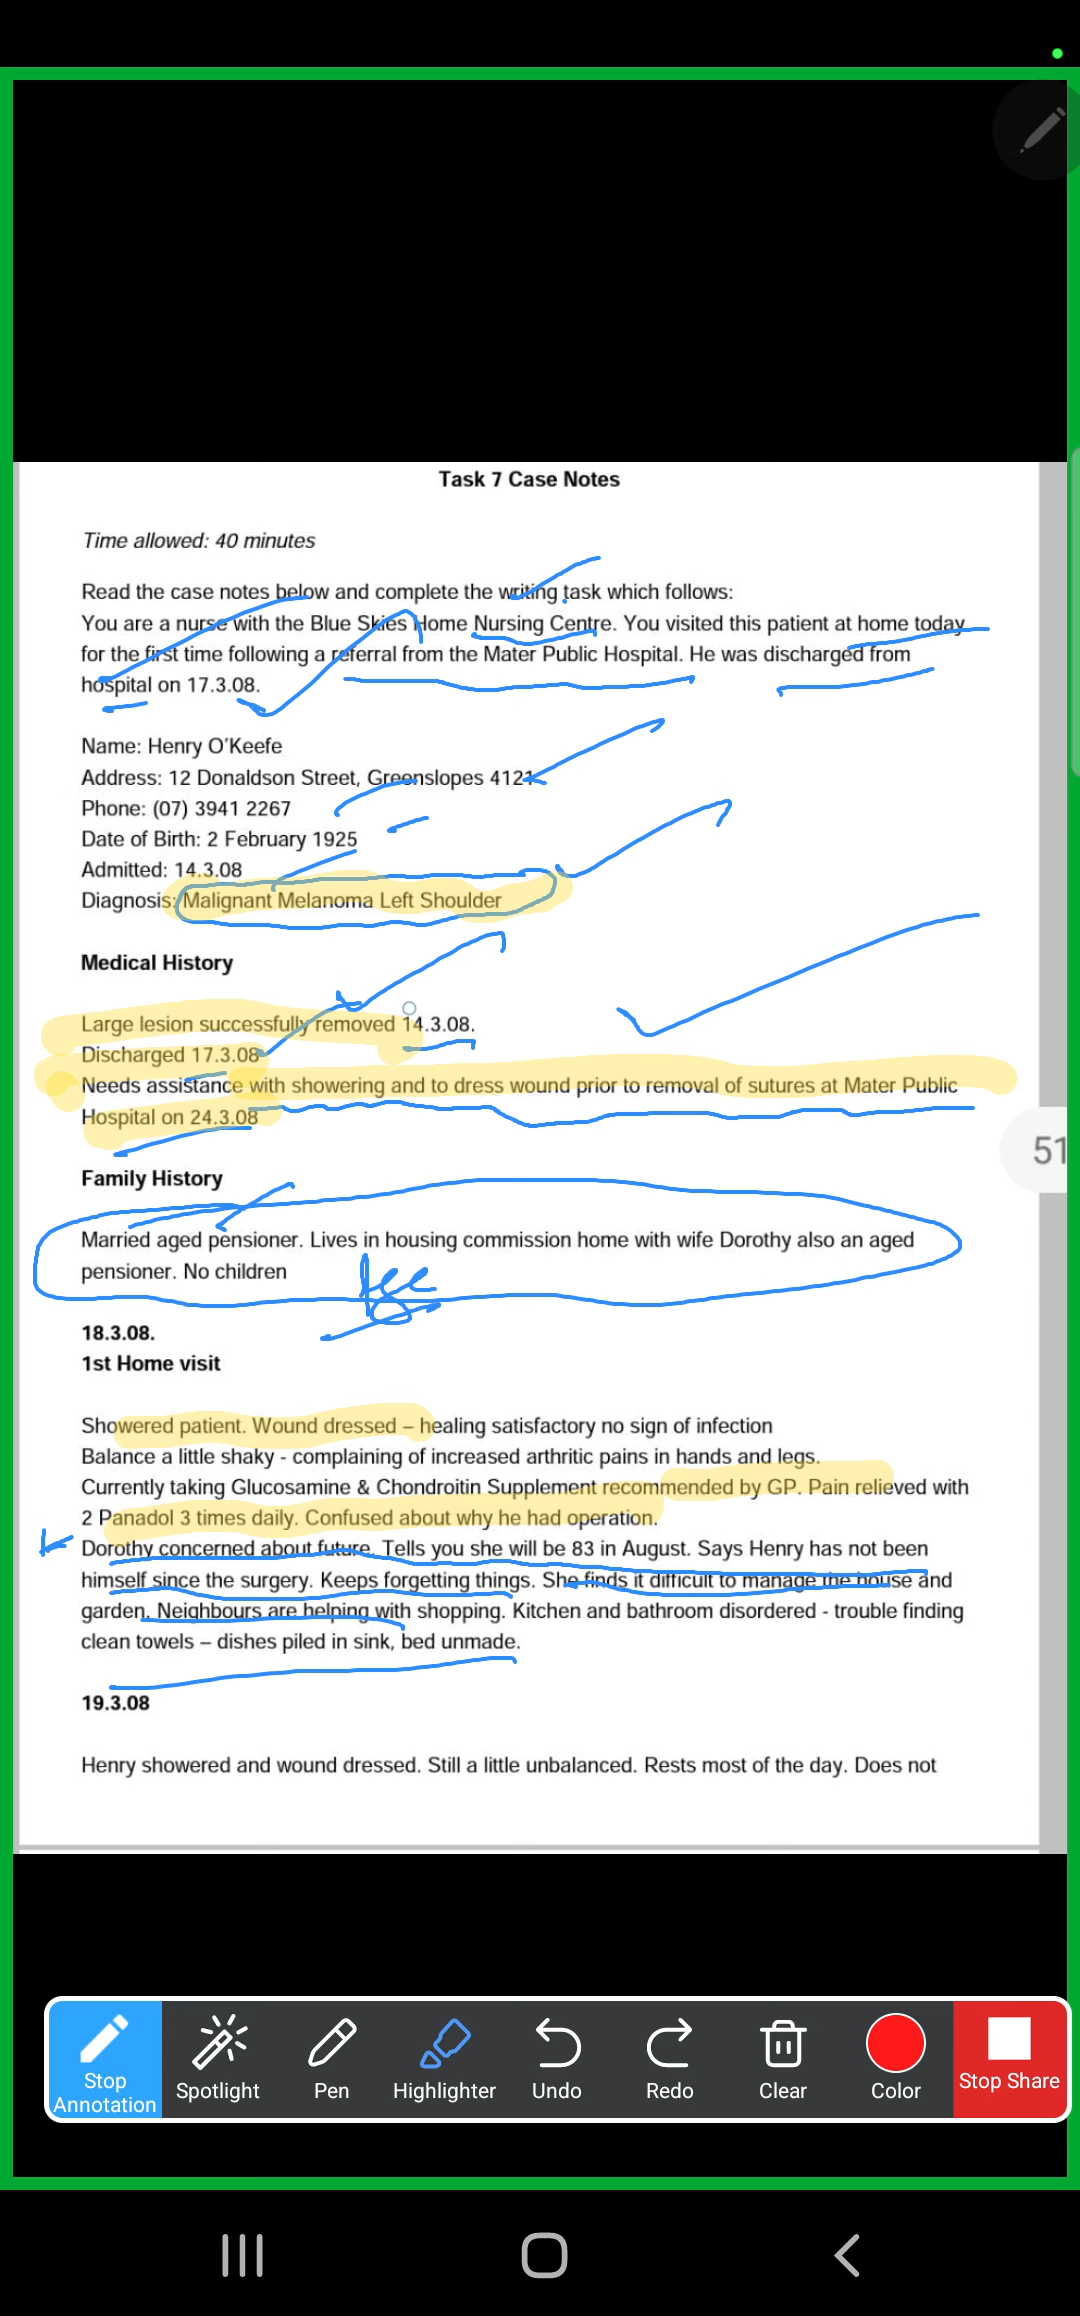 Task 7 Case Notes
Time allowed: 40 minutes
Read the case notes below and complete the writing task which follows:
You are a nurse with the Blue Skies Home Nursing Centre. You visited this patient at home today
for the first time following a referral from the Mater Public Hospital. He was discharged from
hospital on 17.3.08.
Name: Henry O'Keefe
Address: 12 Donaldson Street, Greenslopes 4121
Phone: (07) 3941 2267
Date of Birth: 2 February 1925
Admitted: 14.3.08
Diagnosis: Malignant Melanoma Left Shoulder
Medical History
Large lesion successfully removed 14.3.08.
Discharged 17.3.08
Needs assistance with showering and to dress wound prior to removal of sutures at Mater Public
Hospital on 24.3.08
51
Family History
Married aged pensioner. Lives in housing commission home with wife Dorothy also an aged
pensioner. No children
18.3.08.
1st Home visit
Showered patient. Wound dressed – healing satisfactory no sign of infection
Balance a little shaky - complaining of increased arthritic pains in hands and legs.
Currently taking Glucosamine & Chondroitin Supplement recommended by GP. Pain relieved with
2 Panadol 3 times daily. Confused about why he had operation.
Dorothy concerned about future. Tells you she will be 83 in August. Says Henry has not been
himself since the surgery. Keeps forgetting things. She finds it difficult to manage the house and
garden. Neighbours are helping with shopping. Kitchen and bathroom disordered - trouble finding
clean towels – dishes piled in sink, bed unmade.
19.3.08
Henry showered and wound dressed. Still a little unbalanced. Rests most of the day. Does not
Stop Annotation
Spotlight
Pen
Highlighter
Undo
Redo
Clear
Color
Stop Share